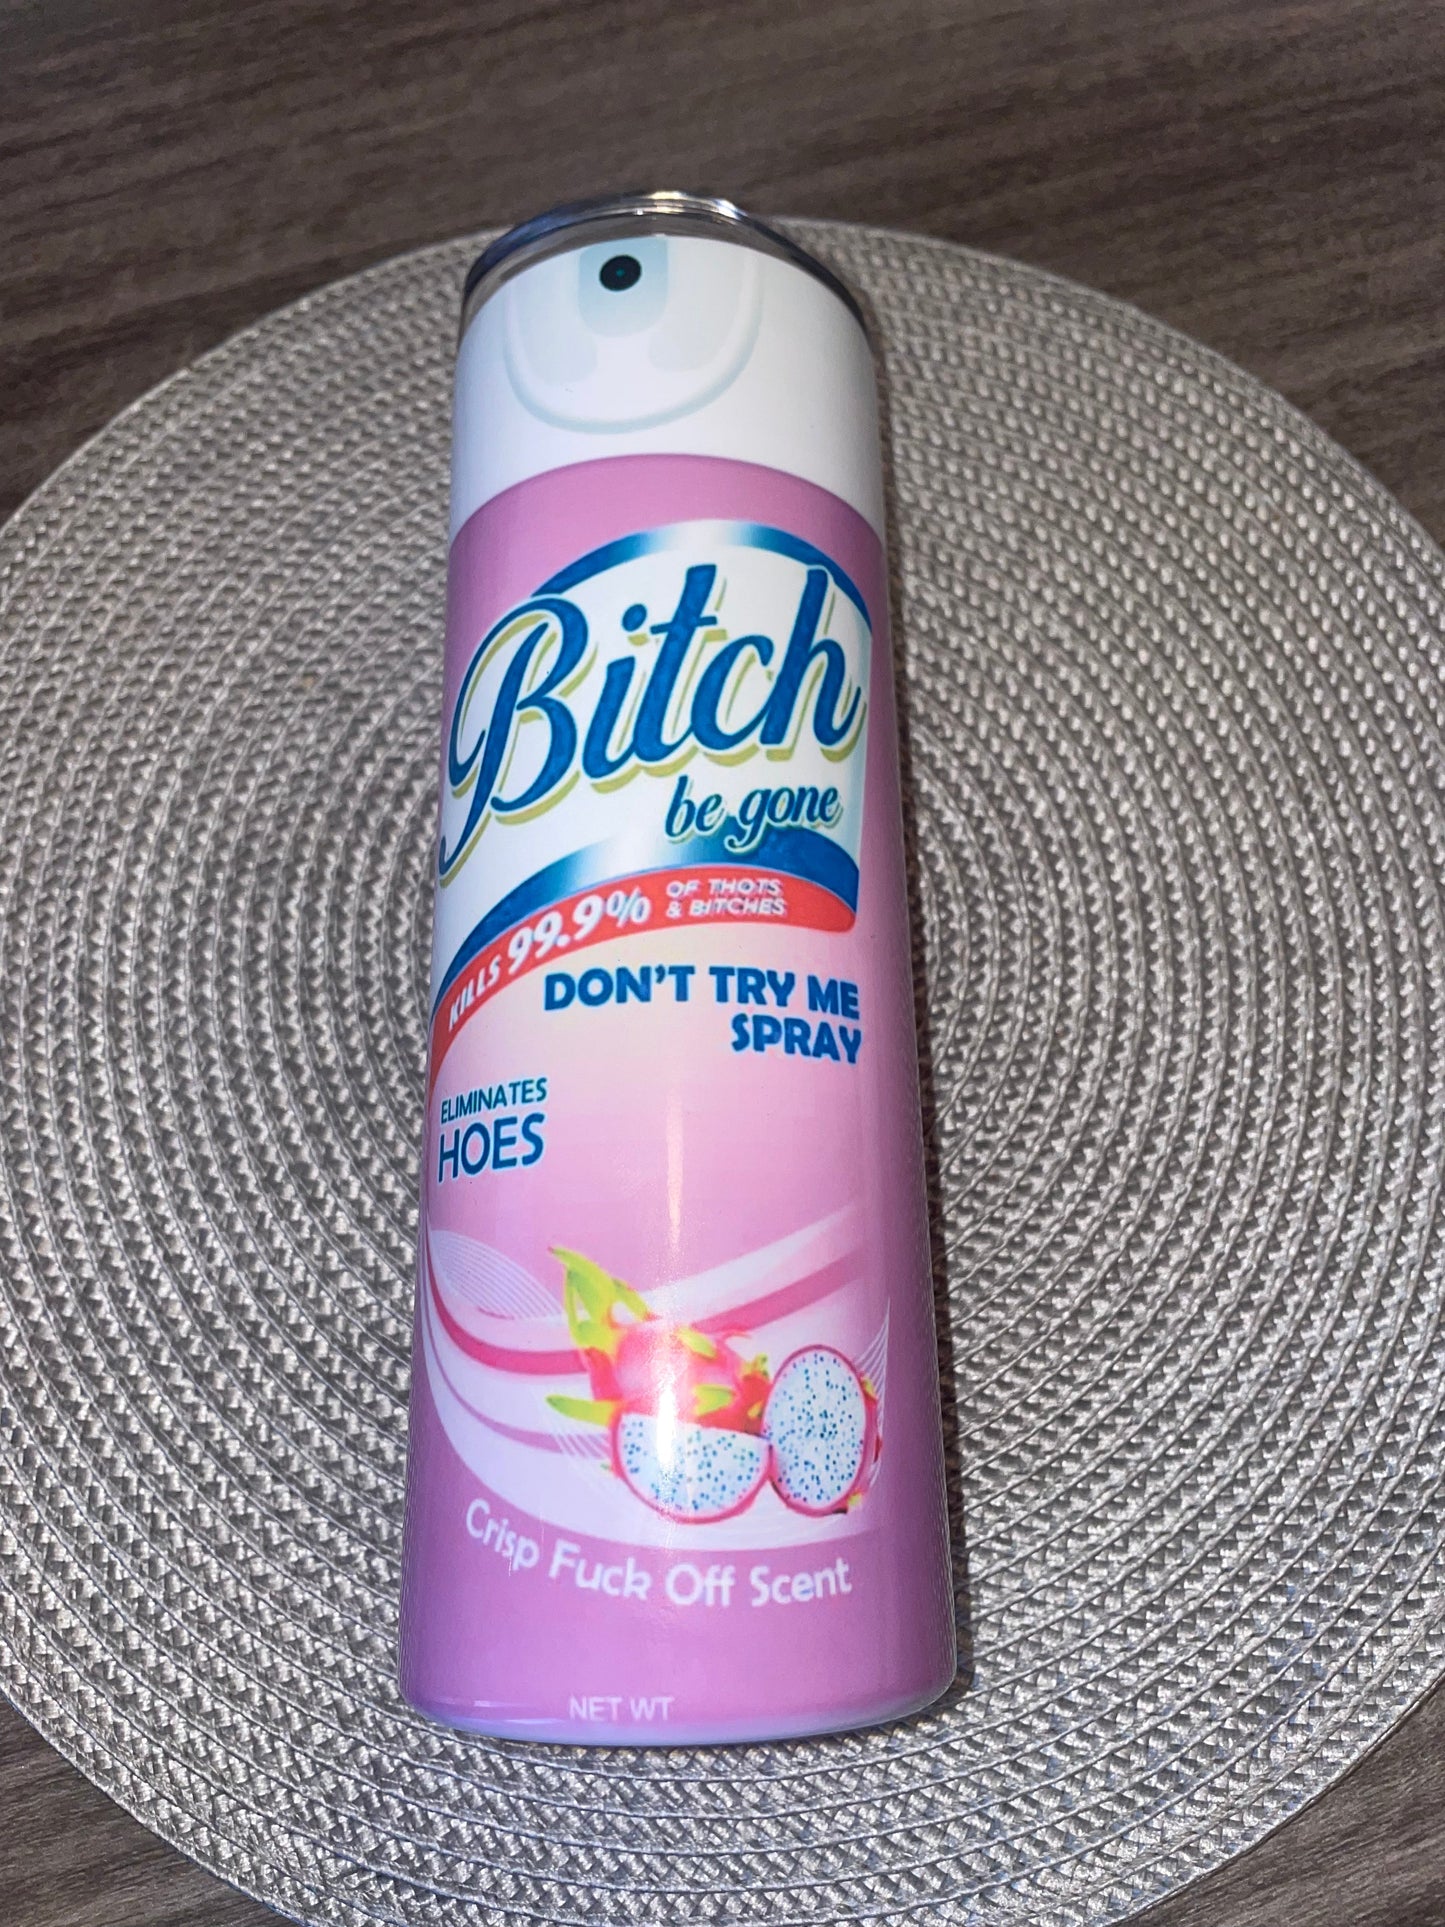 Bitch
be gone
KILLS 99.9% OF THOTS
& BITCHES
DON'T TRY ME
SPRAY
ELIMINATES
HOES
Crisp Fuck Off Scent
NET WT